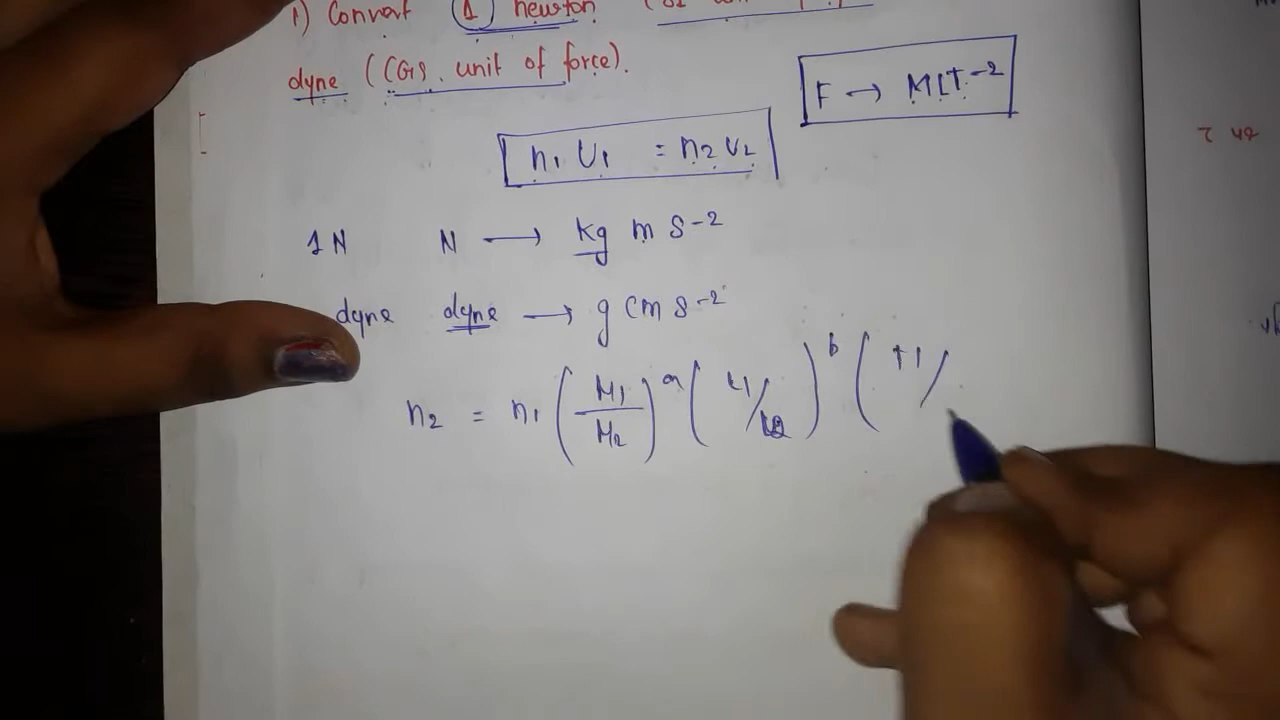 1) Convert ① newton
dyne (CGS. unit of force).
F → MLT⁻²
n₁ U₁ = n₂ U₂
1N N → kg m s⁻²
dyne dyne → g cm s⁻²
n₂ = n₁ (M₁/M₂)ᵃ (L₁/L₂)ᵇ (T₁/